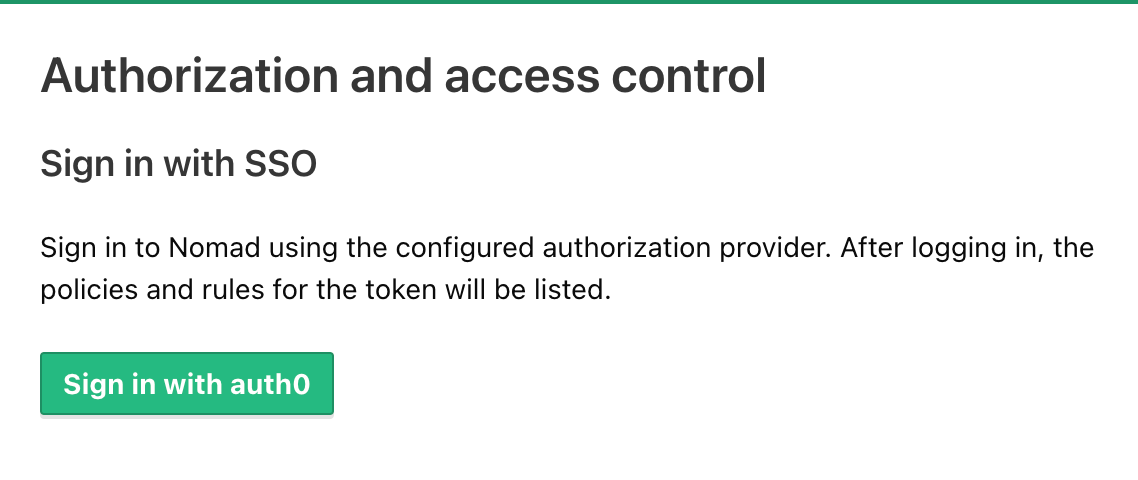 Authorization and access control
Sign in with SSO
Sign in to Nomad using the configured authorization provider. After logging in, the
policies and rules for the token will be listed.
Sign in with auth0